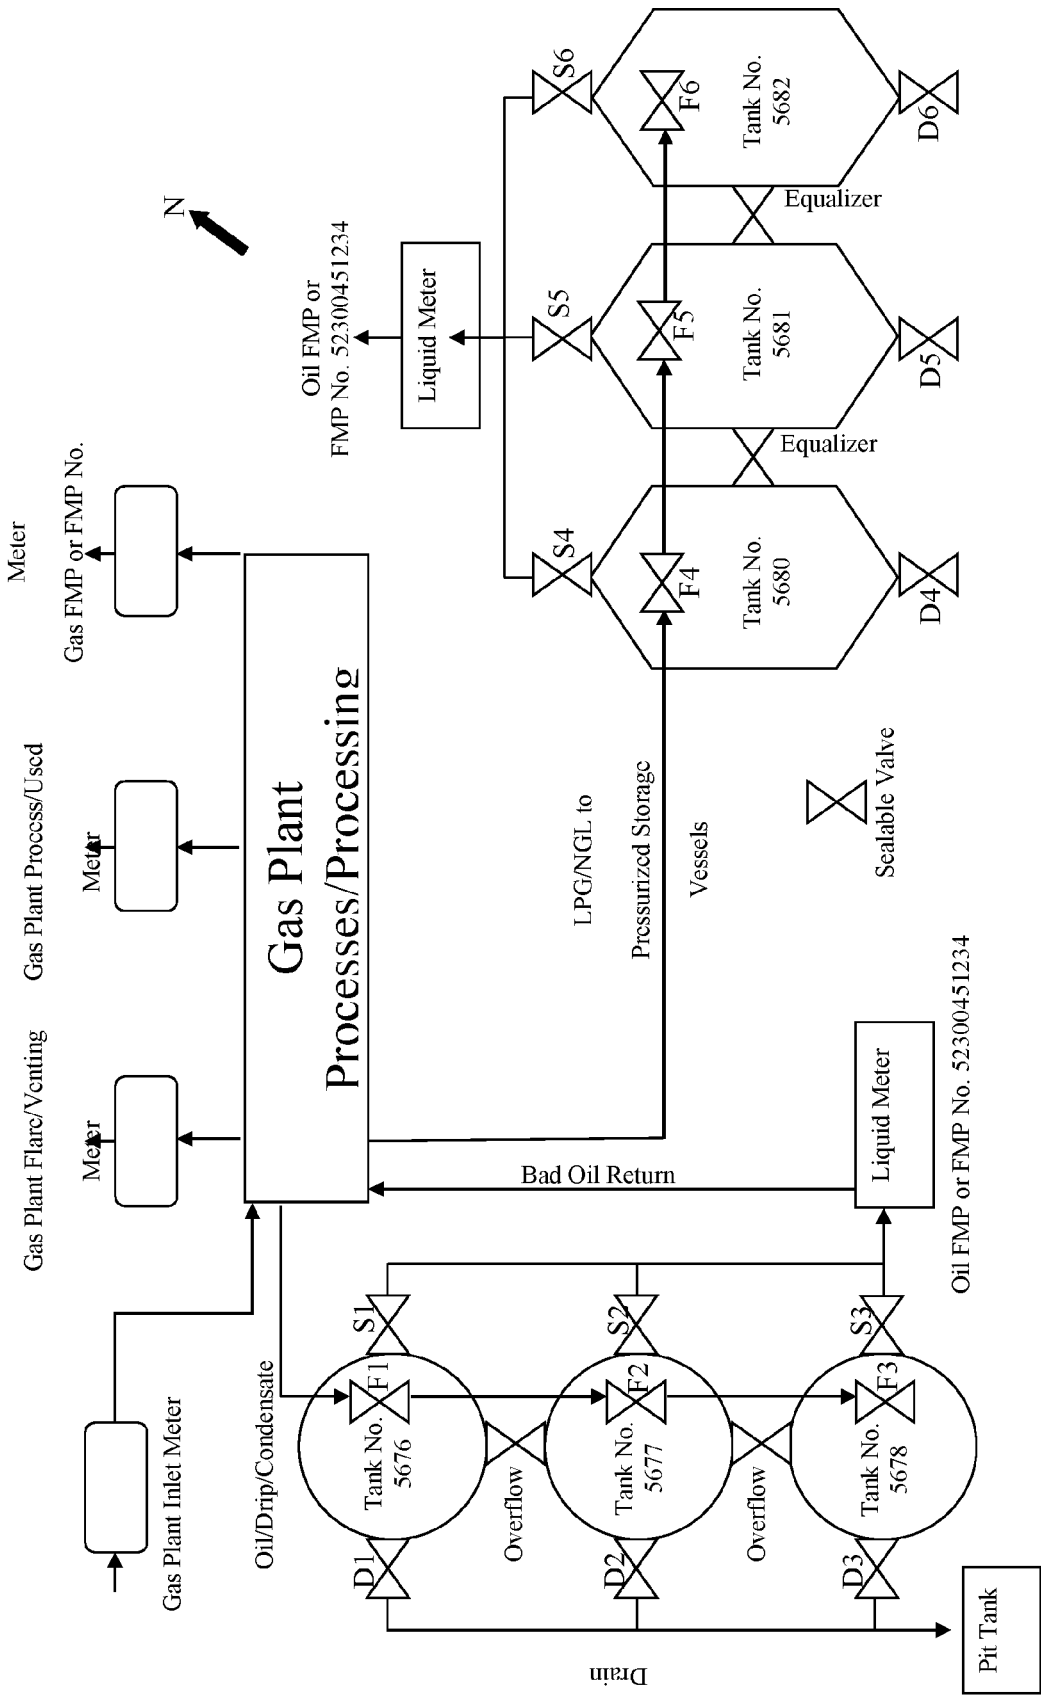 Gas Plant Inlet Meter
Gas Plant Flare/Venting
Meter
Gas Plant Process/Used
Meter
Meter
Gas FMP or FMP No.
N
Gas Plant
Processes/Processing
Oil/Drip/Condensate
Bad Oil Return
LPG/NGL to
Pressurized Storage
Vessels
Oil FMP or
FMP No. 52300451234
Liquid Meter
S4
S5
S6
F4
F5
F6
Tank No.
5680
Tank No.
5681
Tank No.
5682
Equalizer
Equalizer
D4
D5
D6
Sealable Valve
D1
Tank No.
5676
F1
S1
Overflow
D2
Tank No.
5677
F2
S2
Overflow
D3
Tank No.
5678
F3
S3
Drain
Pit Tank
Liquid Meter
Oil FMP or FMP No. 52300451234